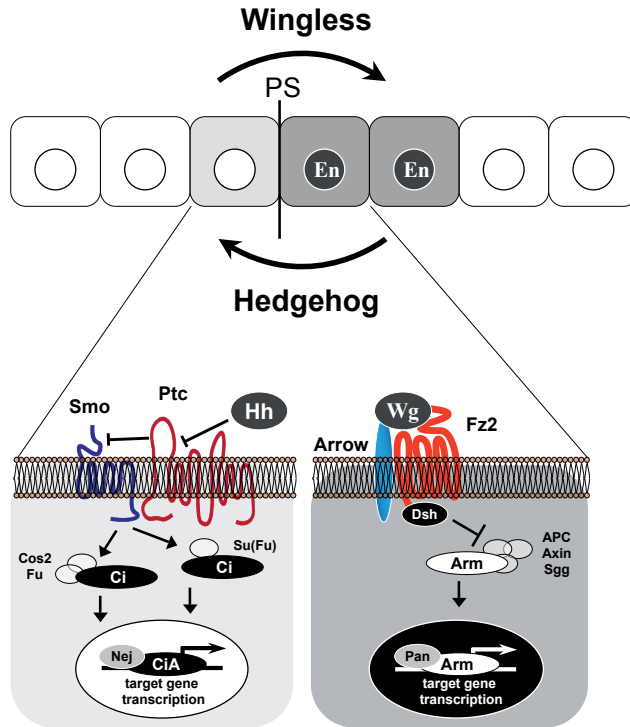 Wingless
PS
En
En
Hedgehog
Ptc
Smo
Hh
Wg
Fz2
Arrow
Dsh
Cos2
Fu
Ci
Su(Fu)
Ci
APC
Axin
Sgg
Arm
Nej
CiA
target gene
transcription
Pan
Arm
target gene
transcription